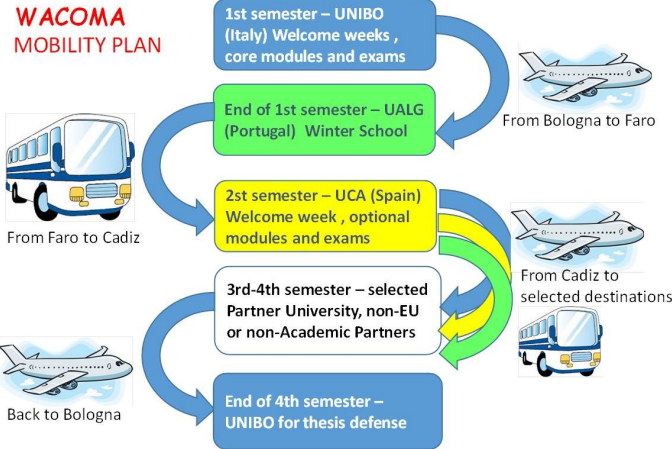 WACOMA
MOBILITY PLAN
1st semester – UNIBO
(Italy) Welcome weeks ,
core modules and exams
From Bologna to Faro
End of 1st semester – UALG
(Portugal) Winter School
From Faro to Cadiz
2st semester – UCA (Spain)
Welcome week , optional
modules and exams
From Cadiz to
selected destinations
3rd-4th semester – selected
Partner University, non-EU
or non-Academic Partners
Back to Bologna
End of 4th semester –
UNIBO for thesis defense